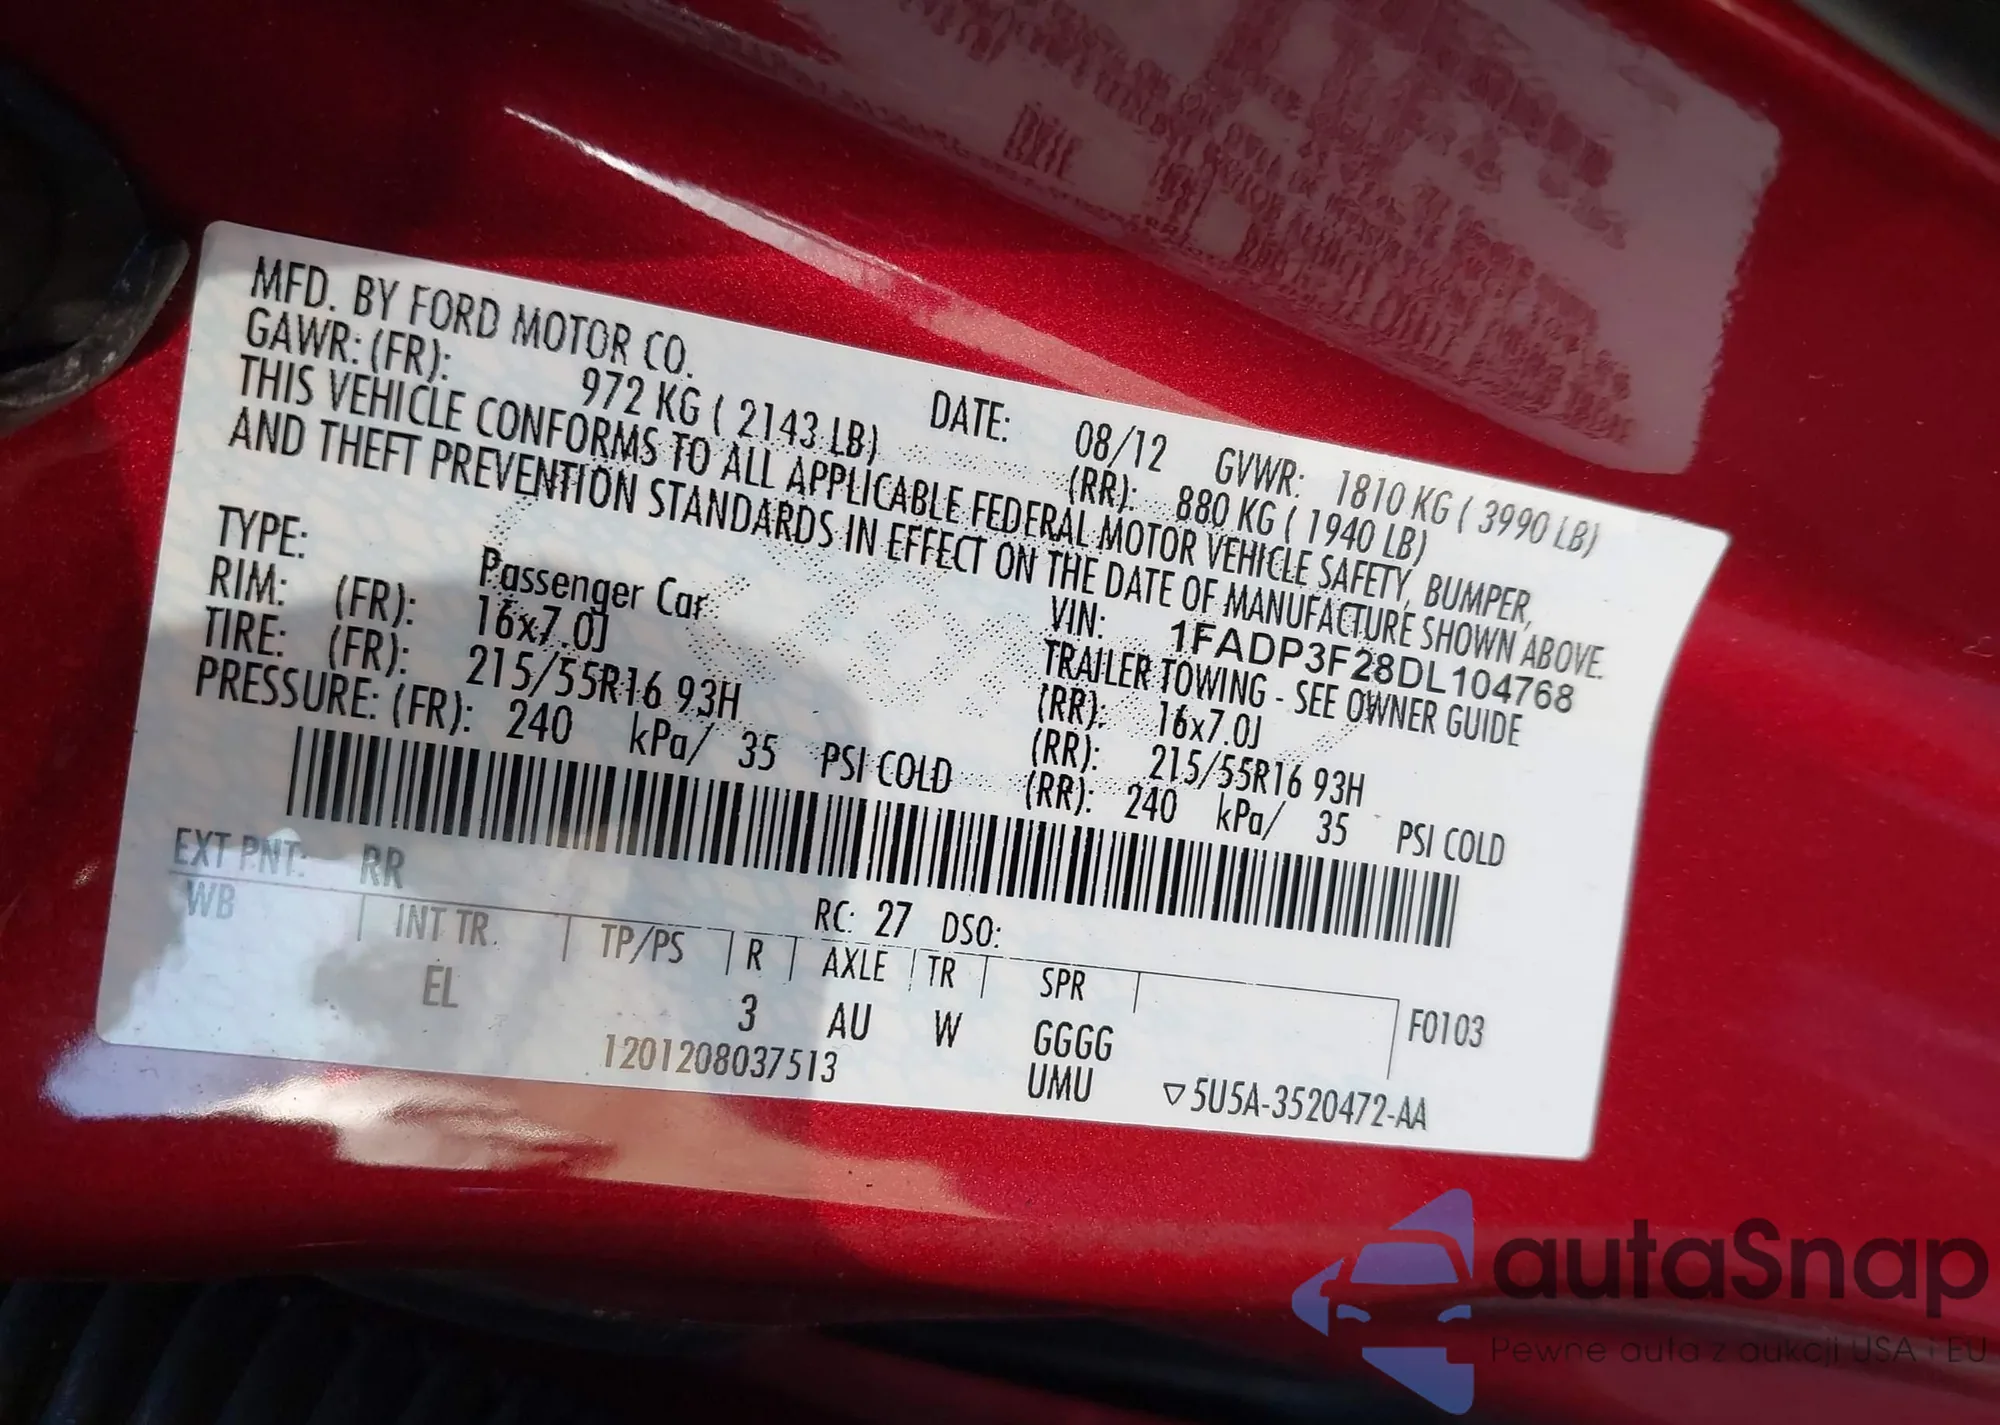 MFD. BY FORD MOTOR CO. DATE: 08/12 GVWR: 1810 KG ( 3990 LB)
GAWR: (FR): 972 KG ( 2143 LB) (RR): 880 KG ( 1940 LB)
THIS VEHICLE CONFORMS TO ALL APPLICABLE FEDERAL MOTOR VEHICLE SAFETY, BUMPER,
AND THEFT PREVENTION STANDARDS IN EFFECT ON THE DATE OF MANUFACTURE SHOWN ABOVE.
VIN: 1FADP3F28DL104768
TYPE: Passenger Car TRAILER TOWING - SEE OWNER GUIDE
RIM: (FR): 16x7.0J (RR): 16x7.0J
TIRE: (FR): 215/55R16 93H (RR): 215/55R16 93H
PRESSURE: (FR): 240 kPa/ 35 PSI COLD (RR): 240 kPa/ 35 PSI COLD
EXT PNT: RR RC: 27 DSO:
WB INT TR. TP/PS R AXLE TR SPR F0103
EL 3 AU W GGGG
1201208037513 UMU ▽5U5A-3520472-AA
autaSnap
Pewne auta z aukcji USA i EU